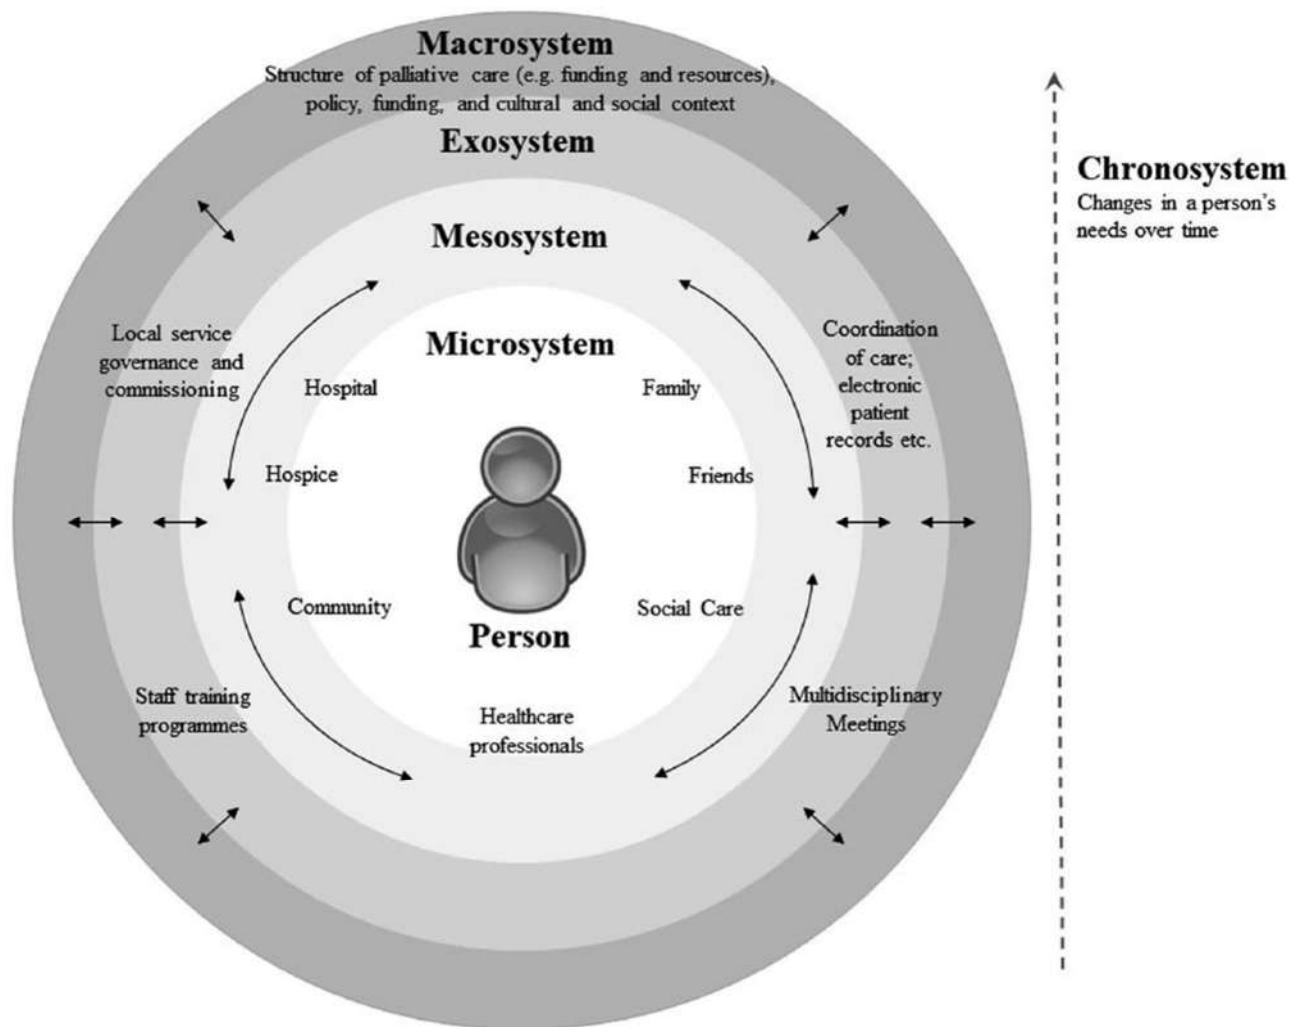 Macrosystem
Structure of palliative care (e.g. funding and resources),
policy, funding, and cultural and social context
Exosystem
Mesosystem
Microsystem
Chronosystem
Changes in a person's
needs over time
Local service
governance and
commissioning
Hospital
Family
Coordination
of care;
electronic
patient
records etc.
Hospice
Friends
Community
Social Care
Person
Staff training
programmes
Healthcare
professionals
Multidisciplinary
Meetings